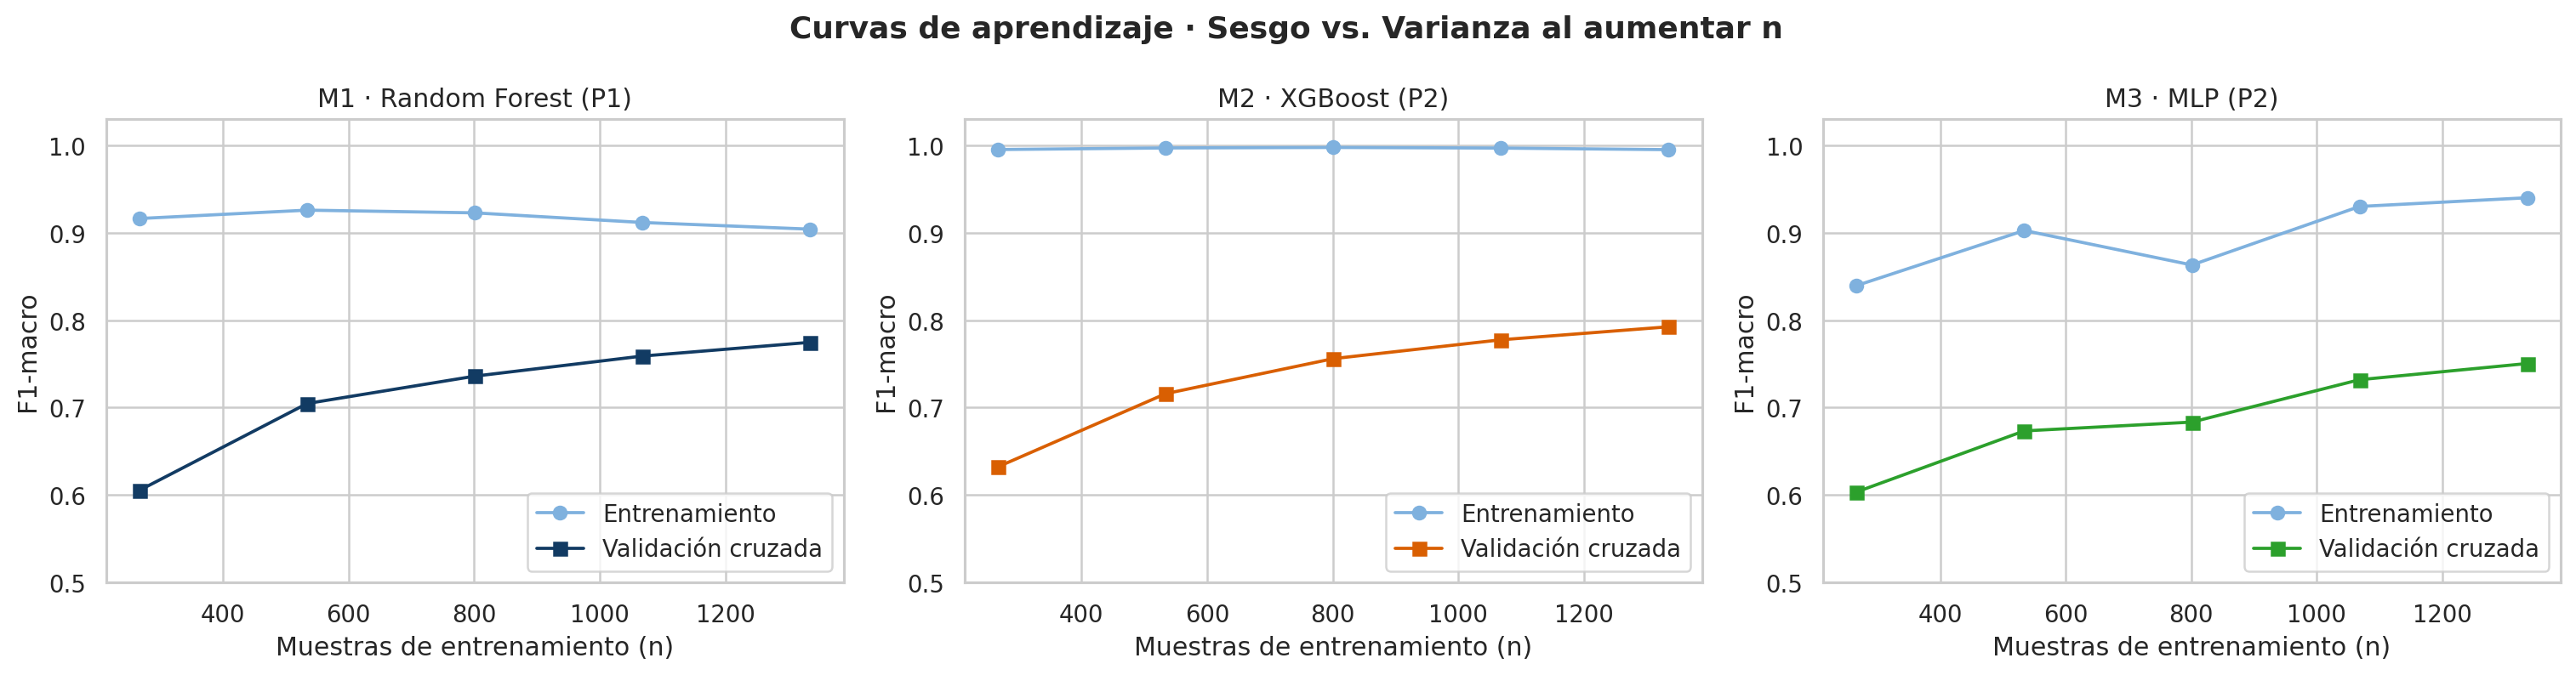 Curvas de aprendizaje · Sesgo vs. Varianza al aumentar n
M1 · Random Forest (P1)
1.0
0.9
0.8
0.7
0.6
0.5
F1-macro
400 600 800 1000 1200
Muestras de entrenamiento (n)
Entrenamiento
Validación cruzada
M2 · XGBoost (P2)
1.0
0.9
0.8
0.7
0.6
0.5
F1-macro
400 600 800 1000 1200
Muestras de entrenamiento (n)
Entrenamiento
Validación cruzada
M3 · MLP (P2)
1.0
0.9
0.8
0.7
0.6
0.5
F1-macro
400 600 800 1000 1200
Muestras de entrenamiento (n)
Entrenamiento
Validación cruzada